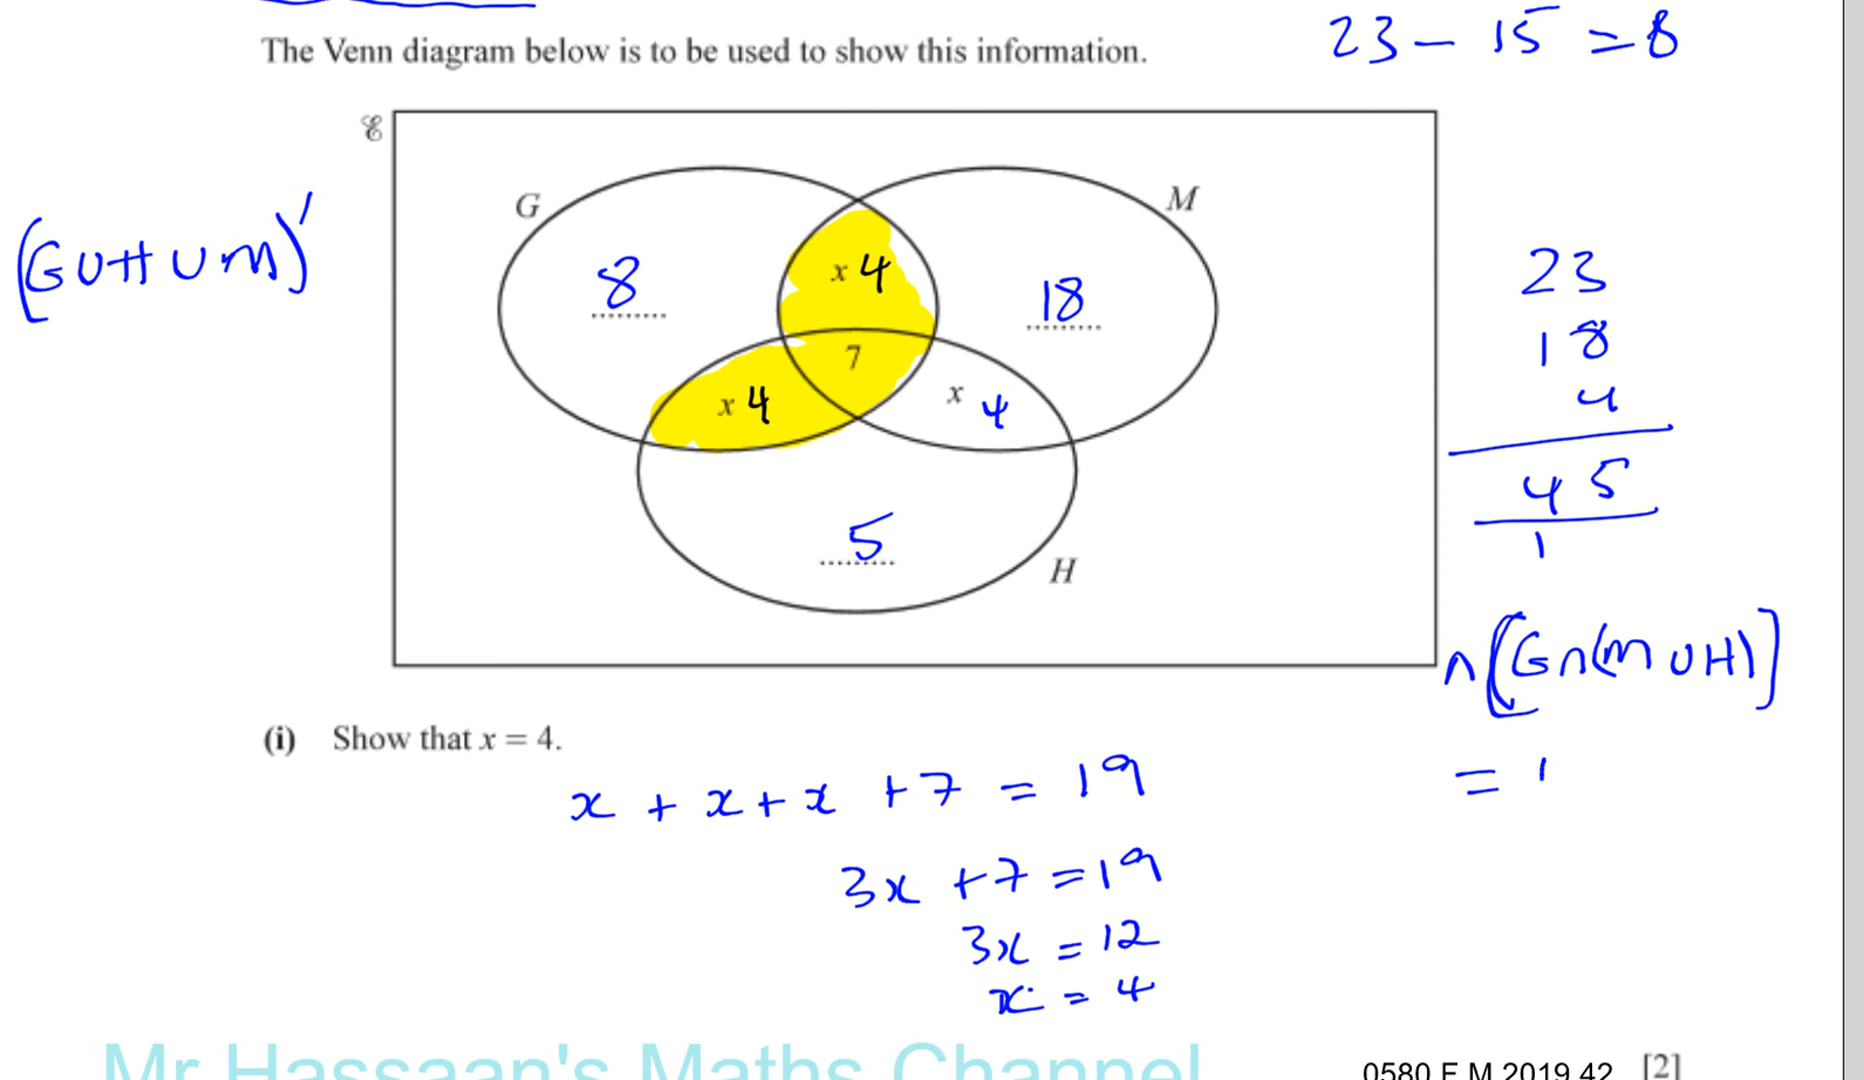 The Venn diagram below is to be used to show this information.
23 - 15 = 8
ℰ
G
M
(G U H U M)'
8
x 4
18
7
x 4
x 4
5
H
23
18
4
45
1
n[G∩(M U H)]
= 1
(i) Show that x = 4.
x + x + x + 7 = 19
3x + 7 = 19
3x = 12
x = 4
Mr Hassaan's Maths Channel
0580 F M 2019 42 [2]